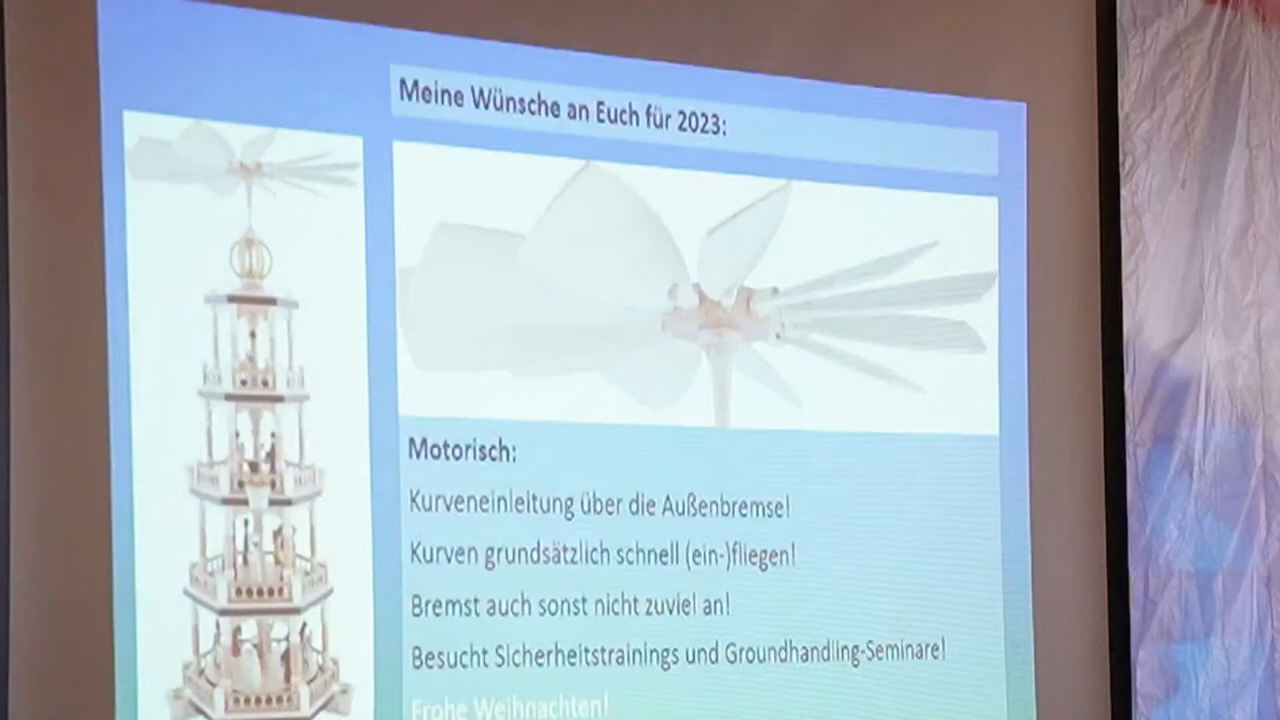 Meine Wünsche an Euch für 2023:
Motorisch:
Kurveneinleitung über die Außenbremse!
Kurven grundsätzlich schnell (ein-)fliegen!
Bremst auch sonst nicht zuviel an!
Besucht Sicherheitstrainings und Groundhandling-Seminare!
Frohe Weihnachten!